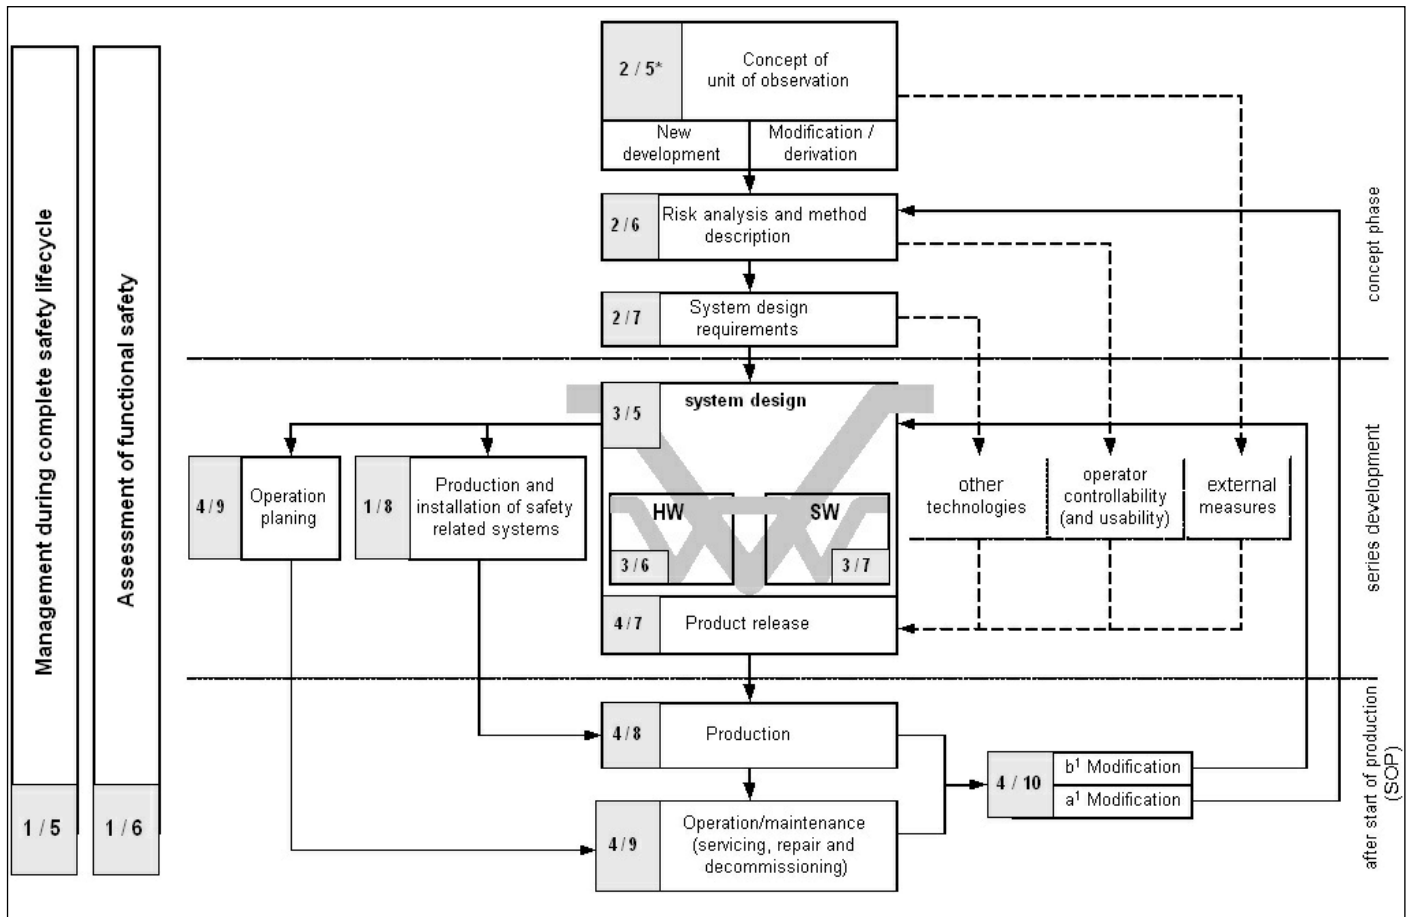 2 / 5*
Concept of
unit of observation
New
development
Modification /
derivation
2 / 6
Risk analysis and method
description
2 / 7
System design
requirements
concept phase
3 / 5
system design
4 / 9
Operation
planing
1 / 8
Production and
installation of safety
related systems
HW
3 / 6
SW
3 / 7
other
technologies
operator
controllability
(and usability)
external
measures
4 / 7
Product release
series development
4 / 8
Production
4 / 9
Operation/maintenance
(servicing, repair and
decommissioning)
4 / 10
b¹ Modification
a¹ Modification
after start of production
(SOP)
Management during complete safety lifecycle
1 / 5
Assessment of functional safety
1 / 6